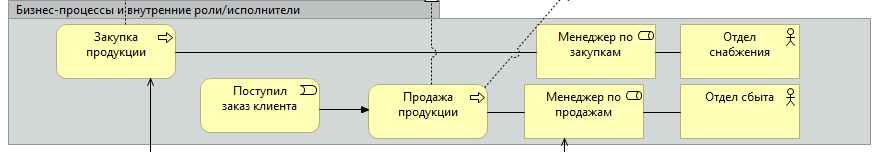 Бизнес-процессы и внутренние роли/исполнители
Закупка
продукции
Менеджер по
закупкам
Отдел
снабжения
Поступил
заказ клиента
Продажа
продукции
Менеджер по
продажам
Отдел сбыта